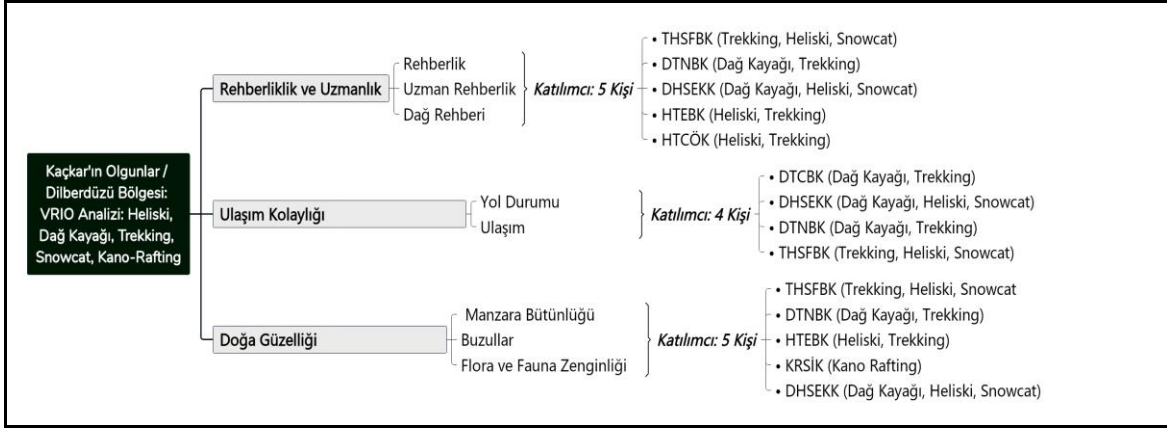 Kaçkar'ın Olgunlar /
Dilberdüzü Bölgesi:
VRIO Analizi: Heliski,
Dağ Kayağı, Trekking,
Snowcat, Kano-Rafting
Rehberliklik ve Uzmanlık
Rehberlik
Uzman Rehberlik
Dağ Rehberi
Katılımcı: 5 Kişi
• THSFBK (Trekking, Heliski, Snowcat)
• DTNBK (Dağ Kayağı, Trekking)
• DHSEKK (Dağ Kayağı, Heliski, Snowcat)
• HTEBK (Heliski, Trekking)
• HTCÖK (Heliski, Trekking)
Ulaşım Kolaylığı
Yol Durumu
Ulaşım
Katılımcı: 4 Kişi
• DTCBK (Dağ Kayağı, Trekking)
• DHSEKK (Dağ Kayağı, Heliski, Snowcat)
• DTNBK (Dağ Kayağı, Trekking)
• THSFBK (Trekking, Heliski, Snowcat)
Doğa Güzelliği
Manzara Bütünlüğü
Buzullar
Flora ve Fauna Zenginliği
Katılımcı: 5 Kişi
• THSFBK (Trekking, Heliski, Snowcat
• DTNBK (Dağ Kayağı, Trekking)
• HTEBK (Heliski, Trekking)
• KRSİK (Kano Rafting)
• DHSEKK (Dağ Kayağı, Heliski, Snowcat)